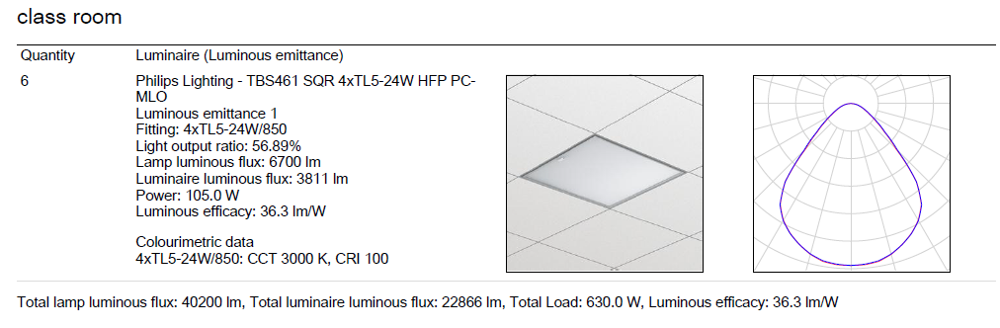 class room
Quantity
Luminaire (Luminous emittance)
6
Philips Lighting - TBS461 SQR 4xTL5-24W HFP PC-
MLO
Luminous emittance 1
Fitting: 4xTL5-24W/850
Light output ratio: 56.89%
Lamp luminous flux: 6700 lm
Luminaire luminous flux: 3811 lm
Power: 105.0 W
Luminous efficacy: 36.3 lm/W
Colourimetric data
4xTL5-24W/850: CCT 3000 K, CRI 100
Total lamp luminous flux: 40200 lm, Total luminaire luminous flux: 22866 lm, Total Load: 630.0 W, Luminous efficacy: 36.3 lm/W